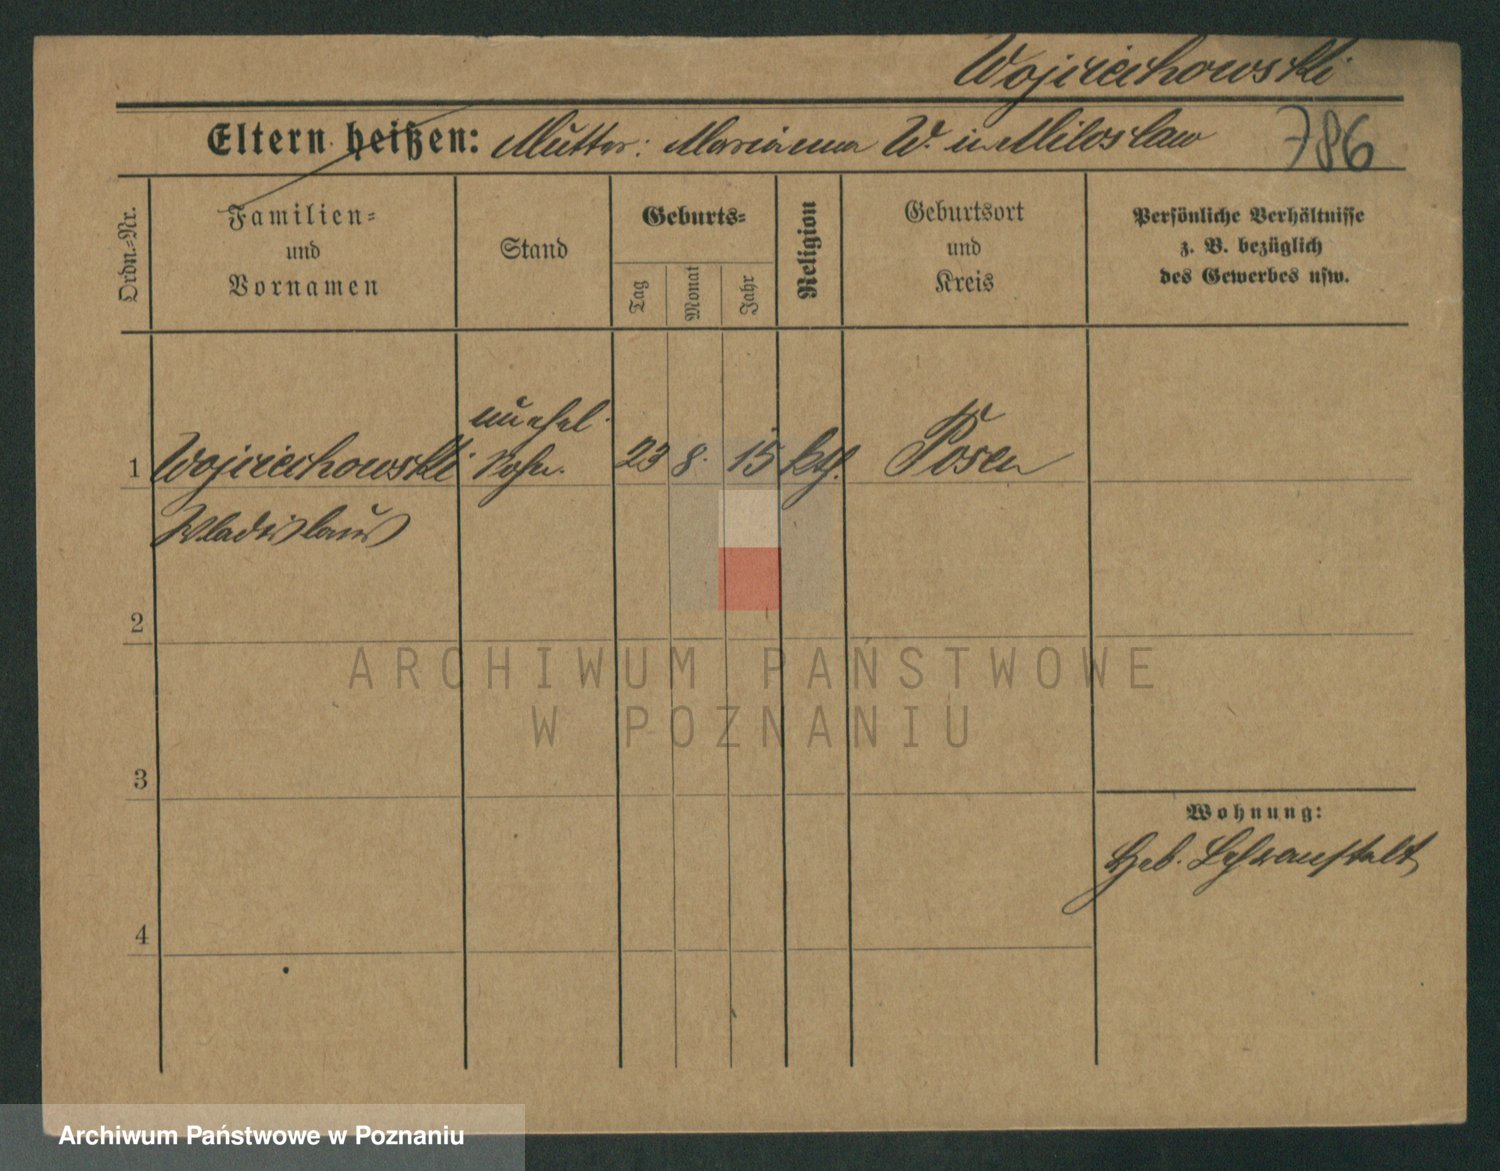 Wojciechowski
Eltern heißen: Mutter: Marianna W. in Miloslaw 786
Ordn.=Nr.
Familien=
und
Vornamen
Stand
Geburts=
Tag
Monat
Jahr
Religion
Geburtsort
und
Kreis
Persönliche Verhältnisse
z. B. bezüglich
des Gewerbes usw.
unehel.
1 Wojciechowski Sohn. 23 8. 15 kth. Posen
Wladislaus
2
ARCHIWUM PAŃSTWOWE
W POZNANIU
3
Wohnung:
Heb. Lehranstalt
4
Archiwum Państwowe w Poznaniu